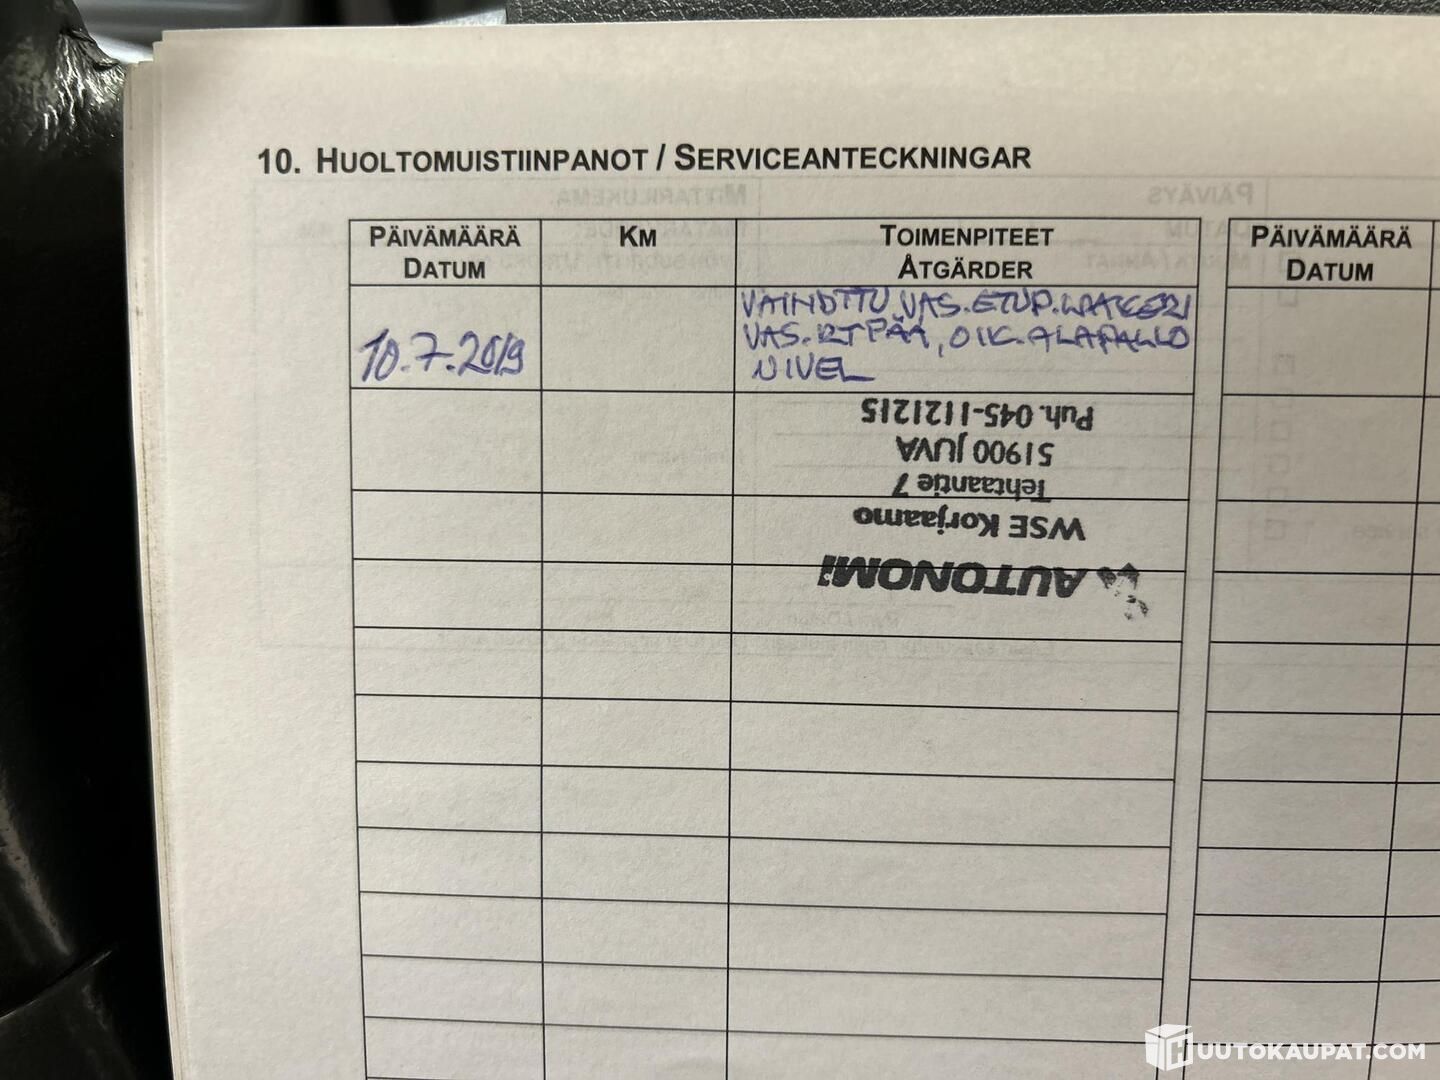 10. HUOLTOMUISTIINPANOT / SERVICEANTECKNINGAR
PÄIVÄMÄÄRÄ
DATUM
KM
TOIMENPITEET
ÅTGÄRDER
PÄIVÄMÄÄRÄ
DATUM
10.7.2019
VAIHDETTU VAS.ETUP.LAAKERI
VAS.RT PÄÄ, OIK.ALAPALLO
NIVEL
AUTONOMI
WSE Korjaamo
Tehtaantie 7
51900 JUVA
Puh. 045-1121215
HUUTOKAUPAT.COM